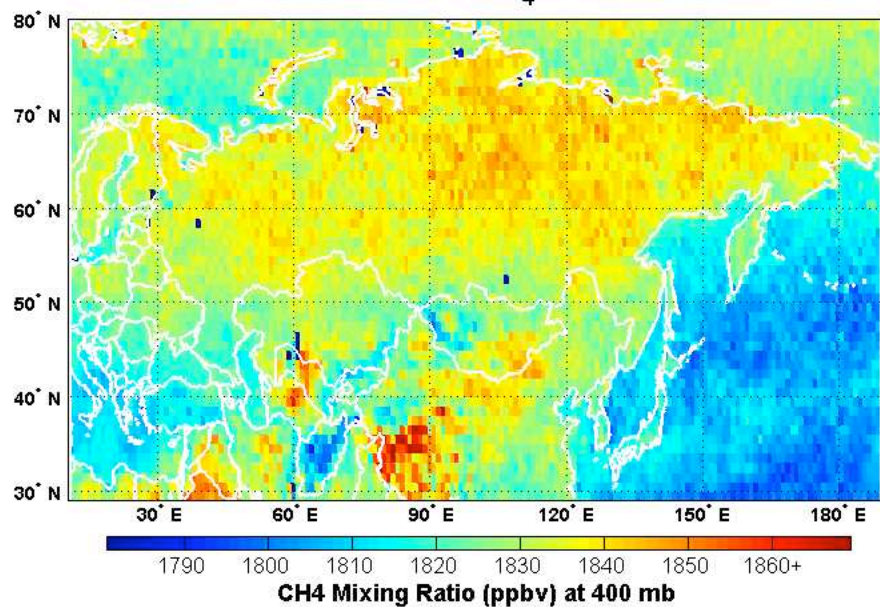 4
80° N
70° N
60° N
50° N
40° N
30° N
30° E 60° E 90° E 120° E 150° E 180° E
1790 1800 1810 1820 1830 1840 1850 1860+
CH4 Mixing Ratio (ppbv) at 400 mb